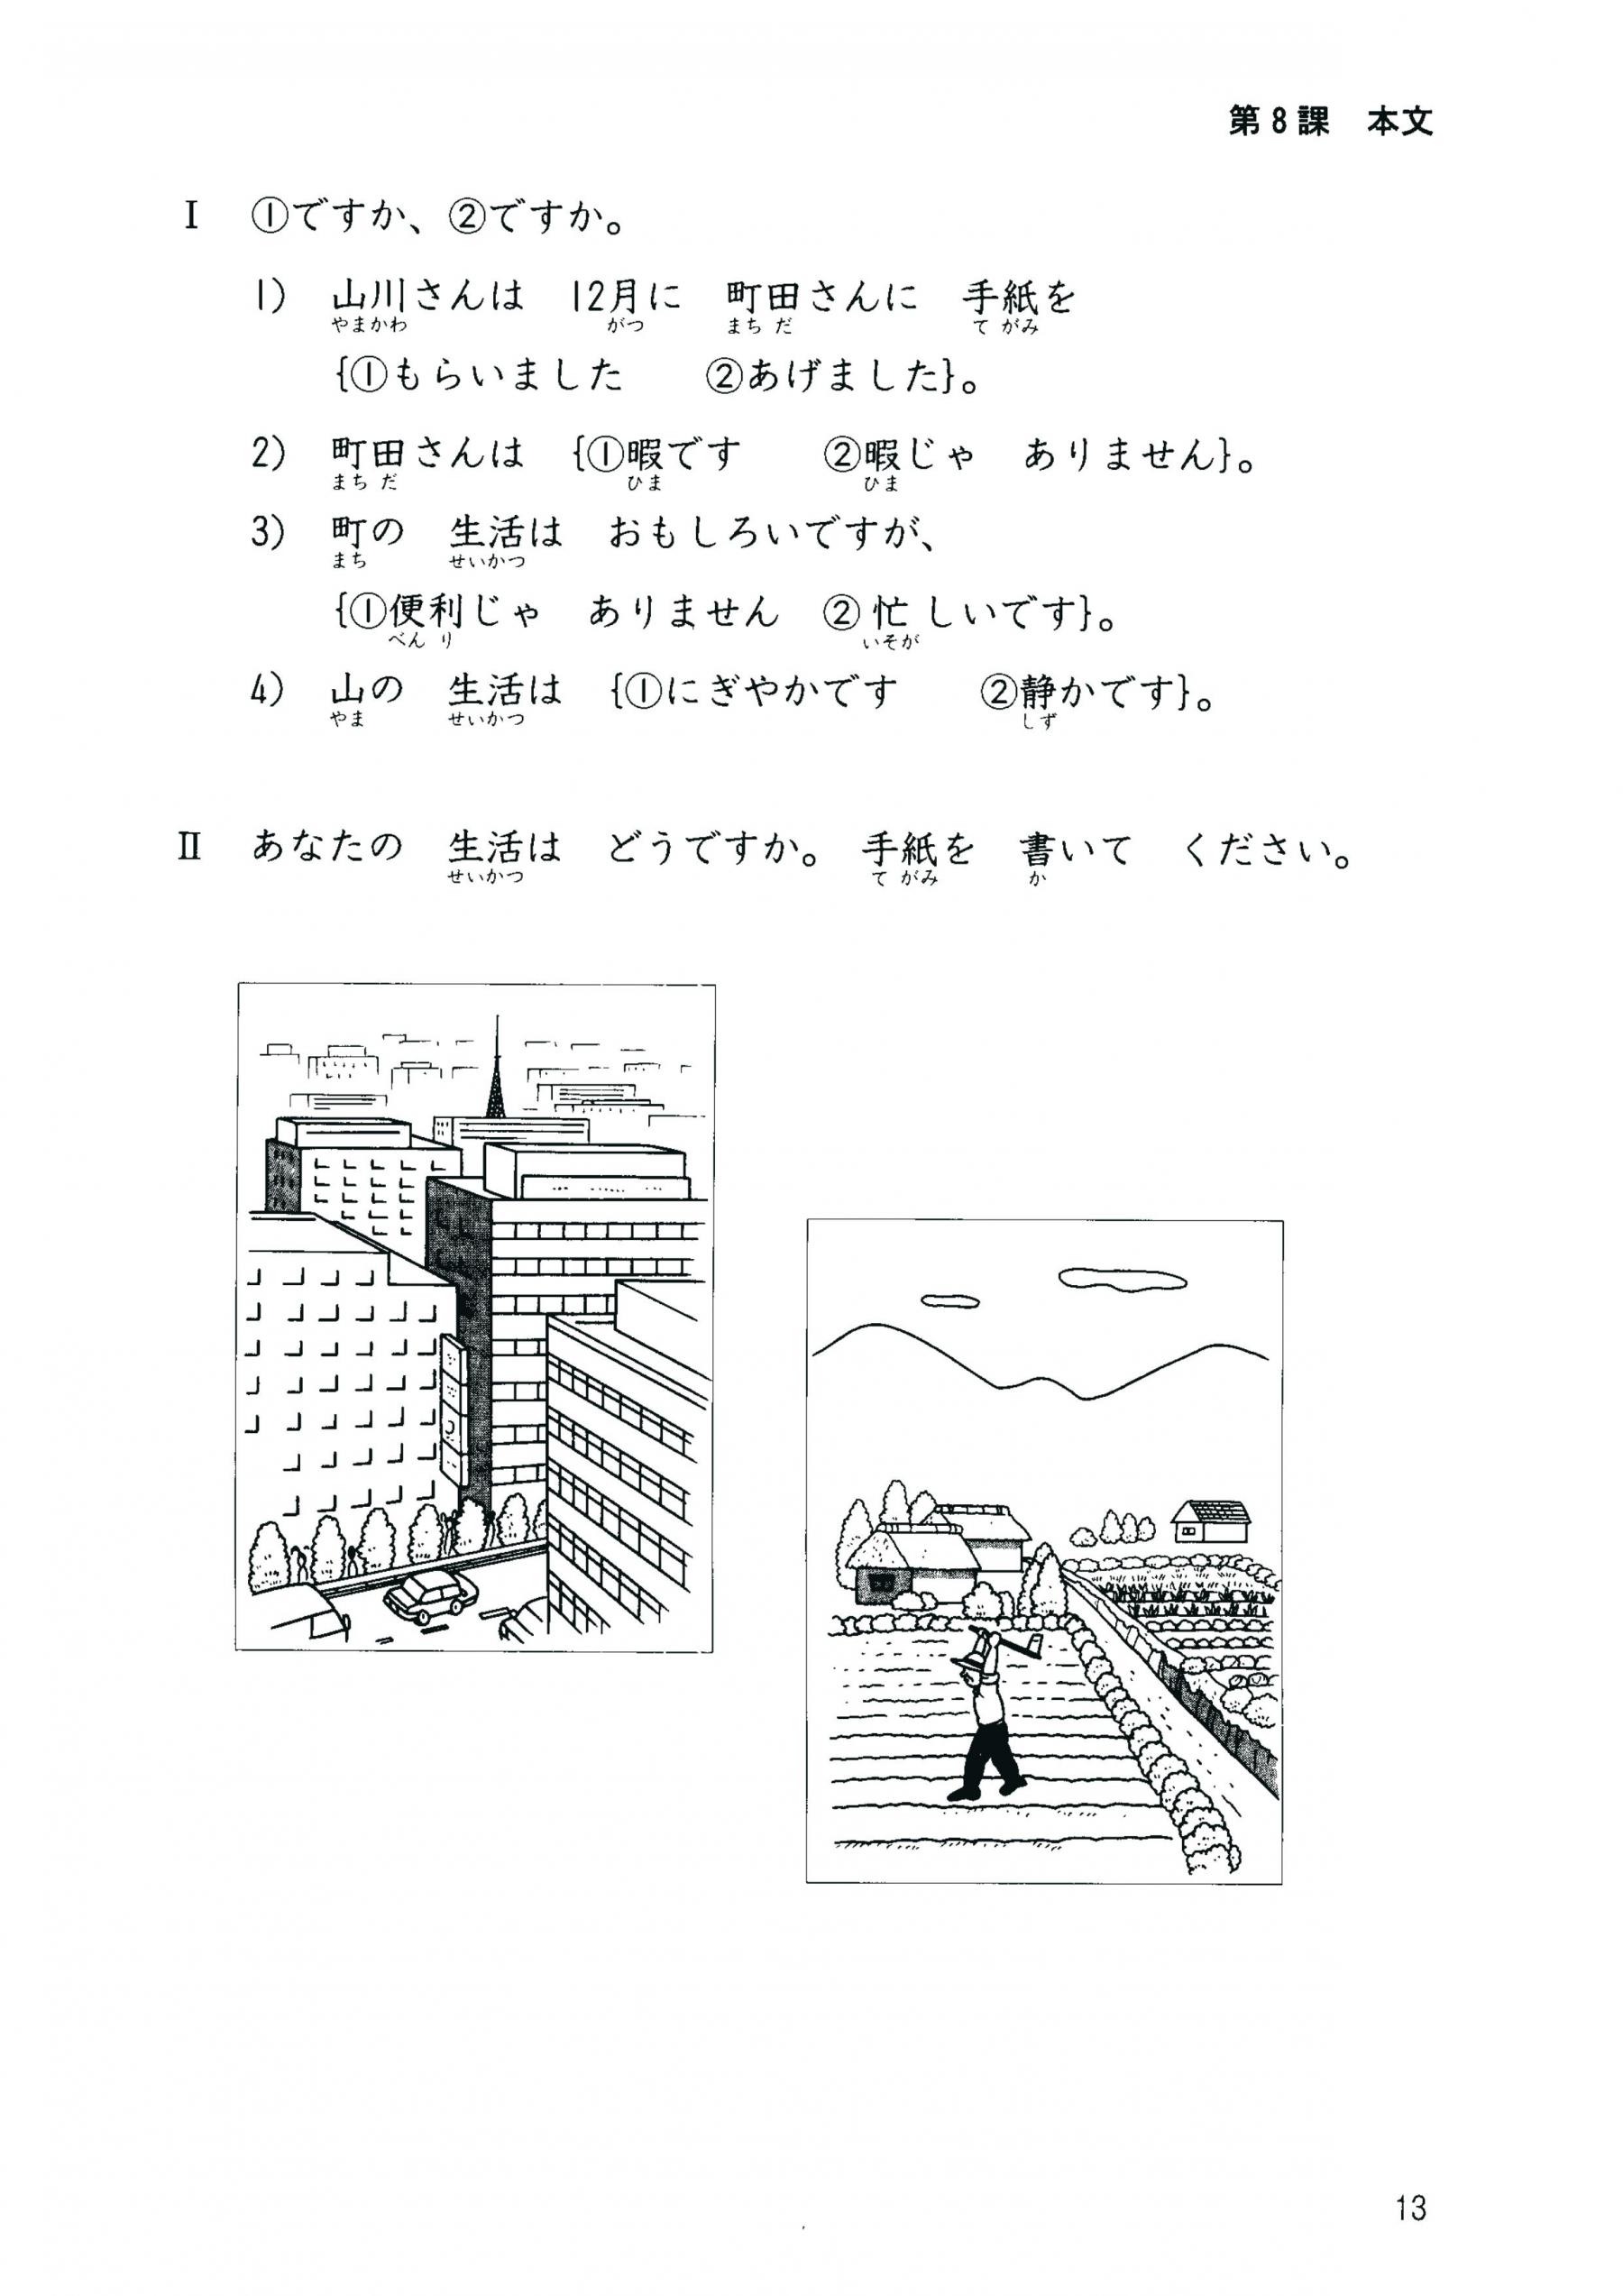 第8課　本文
Ⅰ　①ですか、②ですか。
1)　山川さんは　12月に　町田さんに　手紙を
やまかわ　がつ　まちだ　てがみ
{①もらいました　②あげました}。
2)　町田さんは　{①暇です　②暇じゃ　ありません}。
まちだ　ひま　ひま
3)　町の　生活は　おもしろいですが、
まち　せいかつ
{①便利じゃ　ありません　②忙しいです}。
べんり　いそが
4)　山の　生活は　{①にぎやかです　②静かです}。
やま　せいかつ　しず
Ⅱ　あなたの　生活は　どうですか。手紙を　書いて　ください。
せいかつ　てがみ　か
13